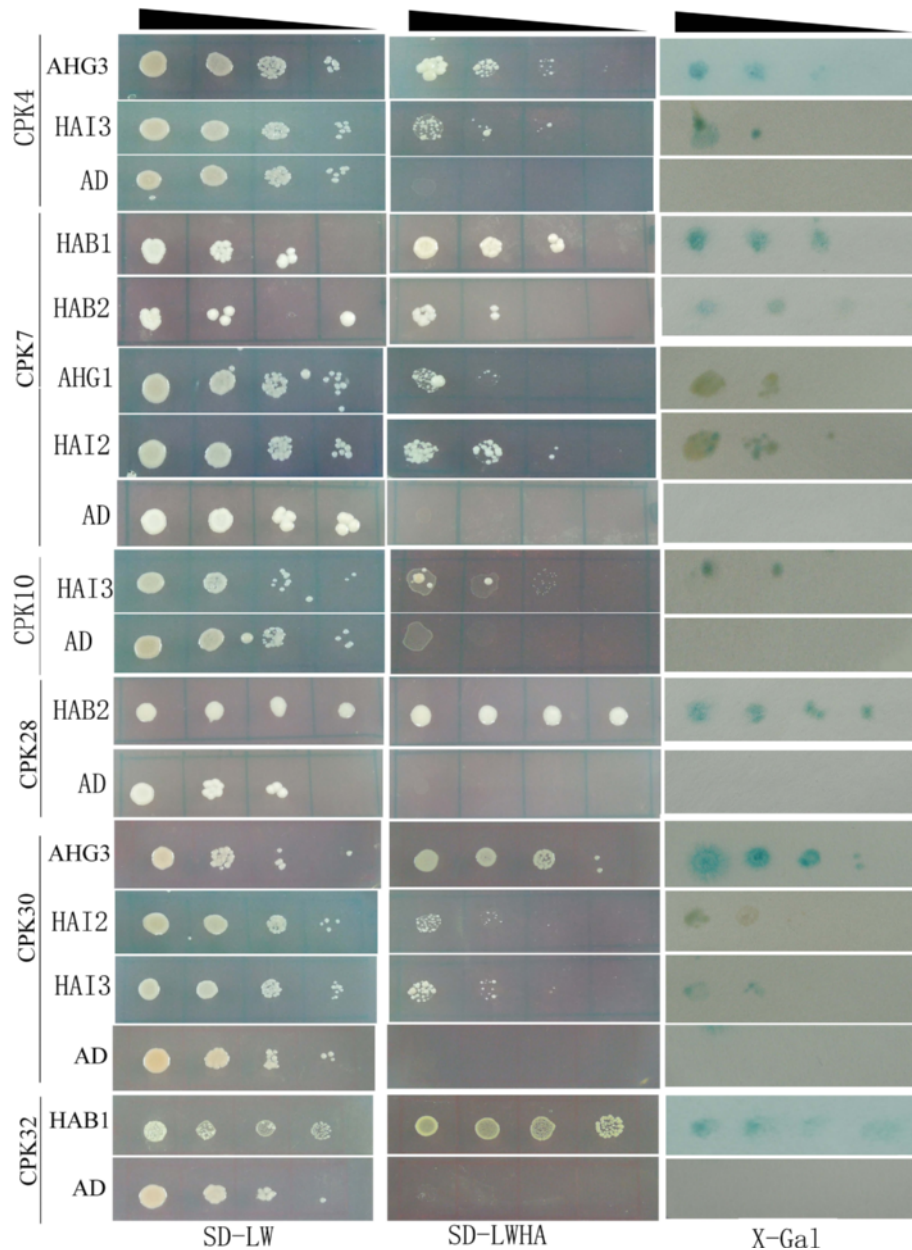 CPK4
AHG3
HAI3
AD
CPK7
HAB1
HAB2
AHG1
HAI2
AD
CPK10
HAI3
AD
CPK28
HAB2
AD
CPK30
AHG3
HAI2
HAI3
AD
CPK32
HAB1
AD
SD-LW SD-LWHA X-Gal